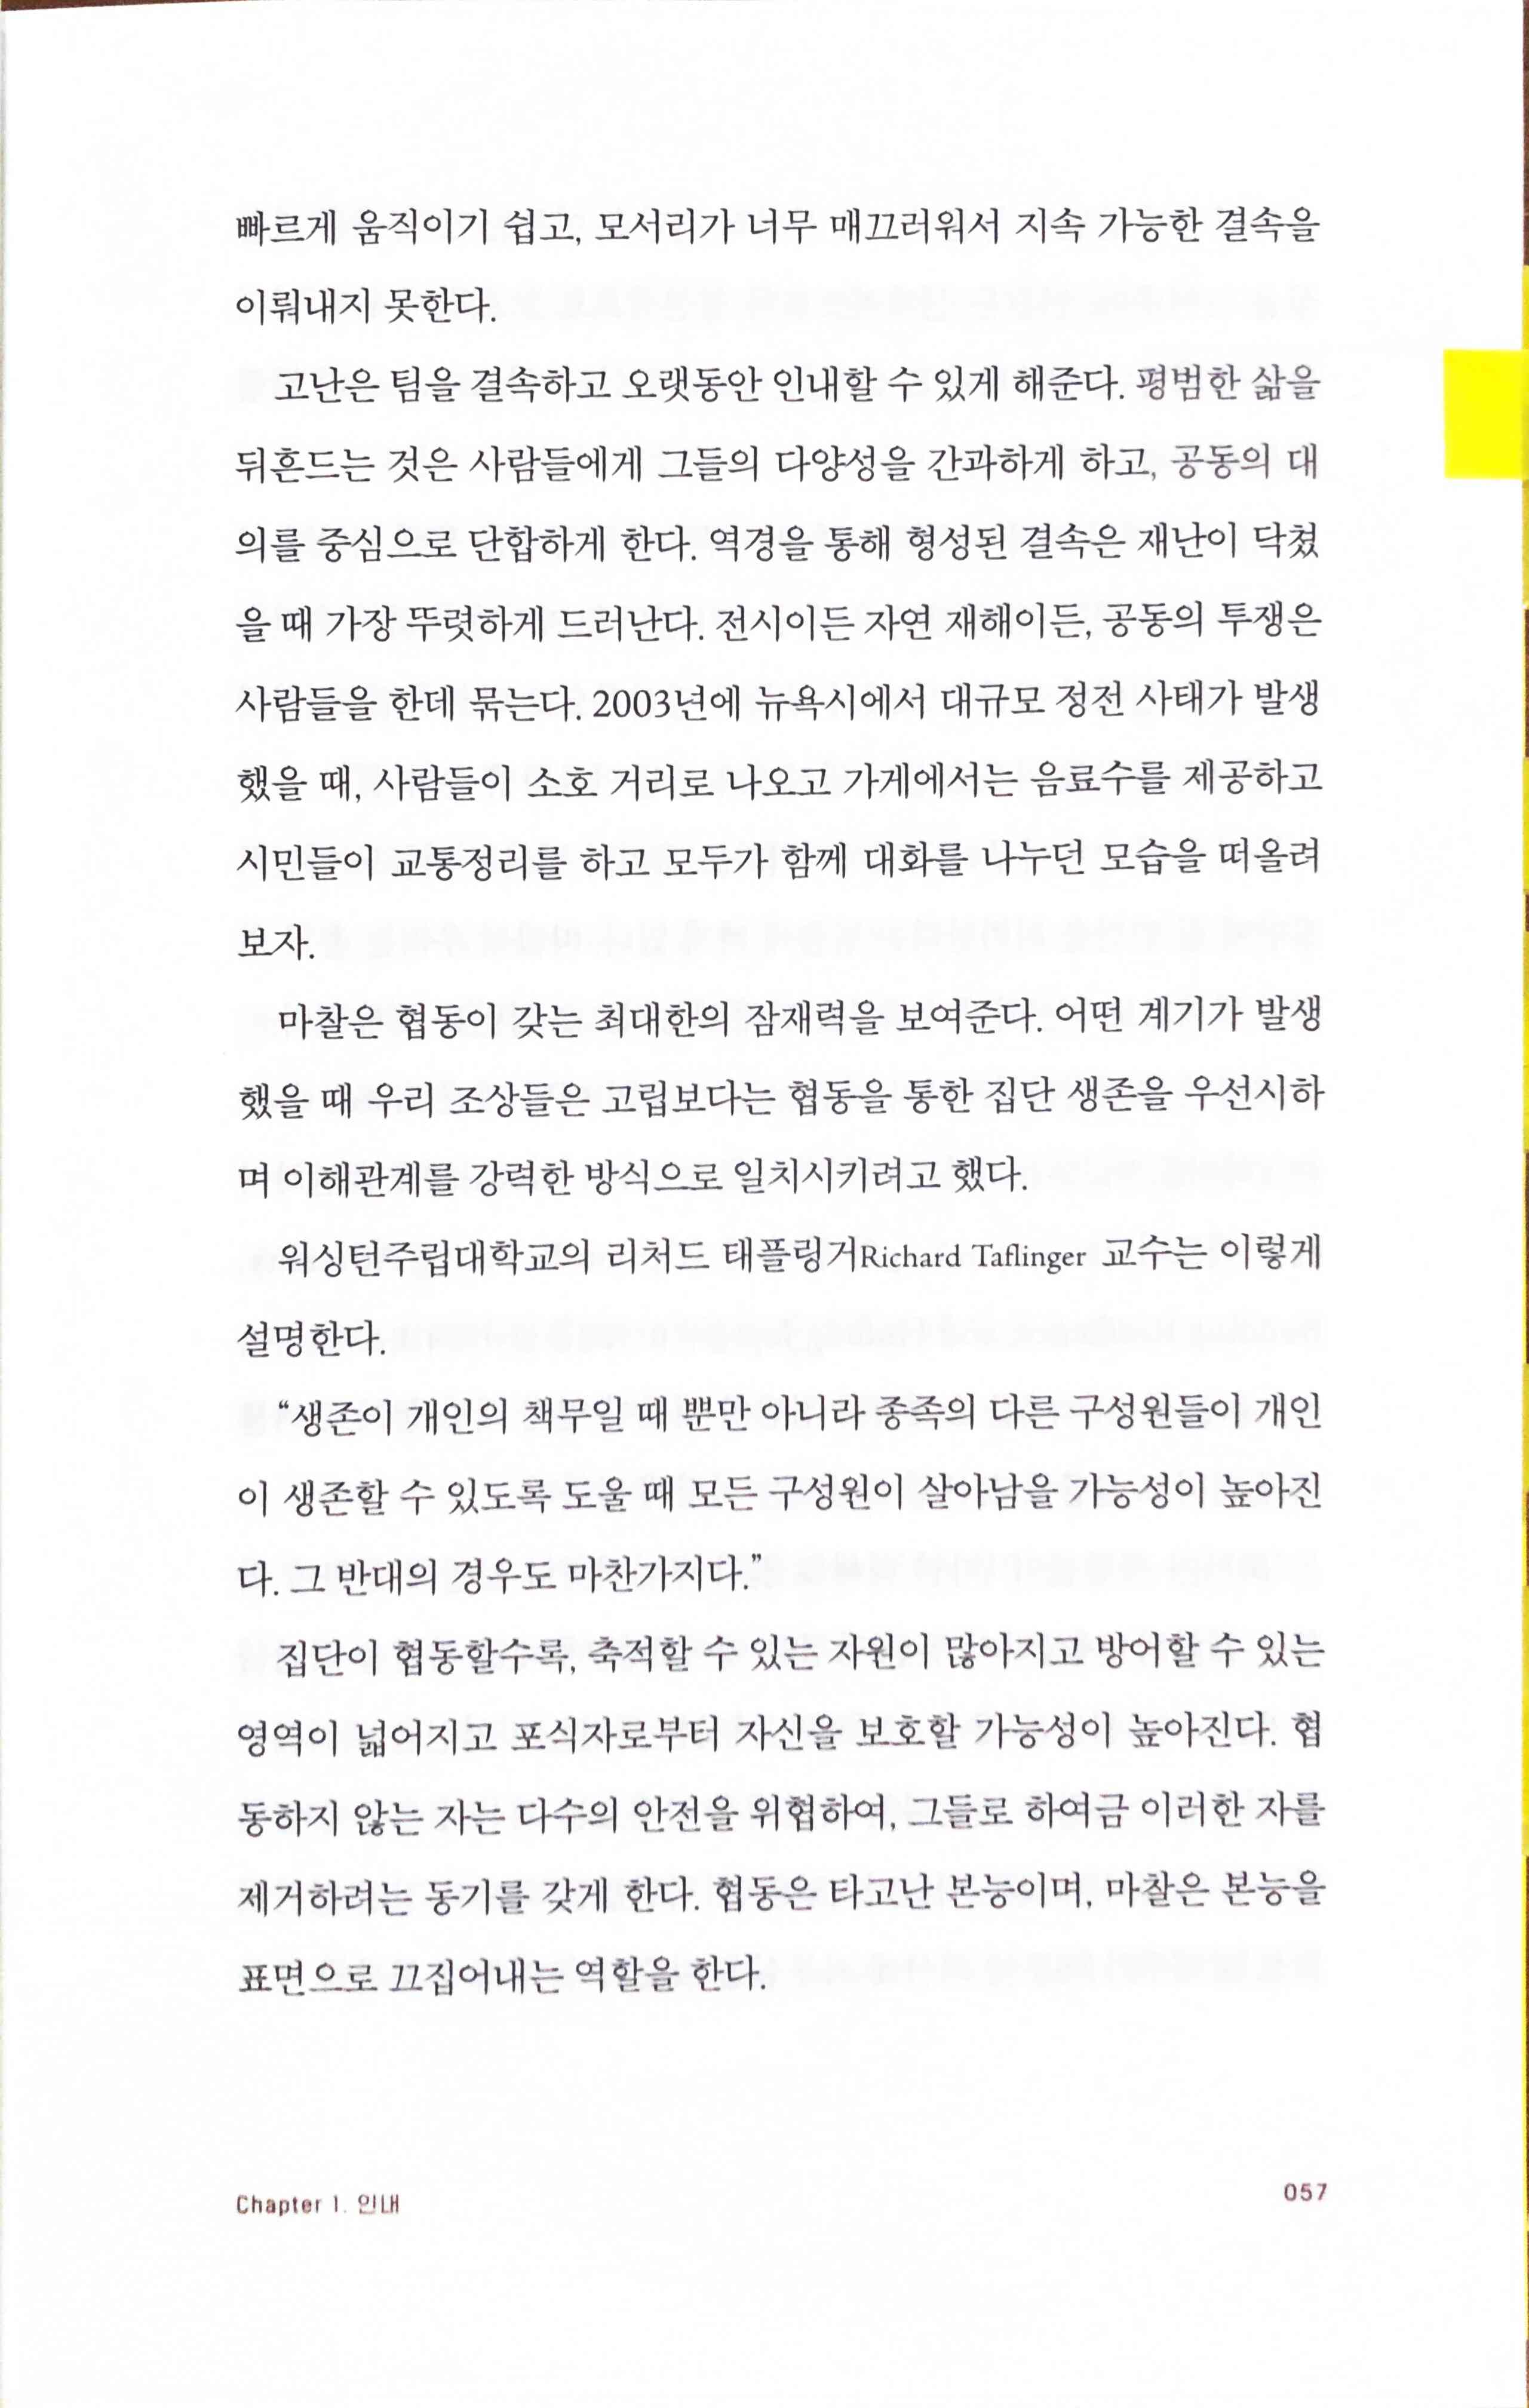 빠르게 움직이기 쉽고, 모서리가 너무 매끄러워서 지속 가능한 결속을
이뤄내지 못한다.
고난은 팀을 결속하고 오랫동안 인내할 수 있게 해준다. 평범한 삶을
뒤흔드는 것은 사람들에게 그들의 다양성을 간과하게 하고, 공동의 대
의를 중심으로 단합하게 한다. 역경을 통해 형성된 결속은 재난이 닥쳤
을 때 가장 뚜렷하게 드러난다. 전시이든 자연 재해이든, 공동의 투쟁은
사람들을 한데 묶는다. 2003년에 뉴욕시에서 대규모 정전 사태가 발생
했을 때, 사람들이 소호 거리로 나오고 가게에서는 음료수를 제공하고
시민들이 교통정리를 하고 모두가 함께 대화를 나누던 모습을 떠올려
보자.
마찰은 협동이 갖는 최대한의 잠재력을 보여준다. 어떤 계기가 발생
했을 때 우리 조상들은 고립보다는 협동을 통한 집단 생존을 우선시하
며 이해관계를 강력한 방식으로 일치시키려고 했다.
워싱턴주립대학교의 리처드 태플링거Richard Taflinger 교수는 이렇게
설명한다.
“생존이 개인의 책무일 때 뿐만 아니라 종족의 다른 구성원들이 개인
이 생존할 수 있도록 도울 때 모든 구성원이 살아남을 가능성이 높아진
다. 그 반대의 경우도 마찬가지다.”
집단이 협동할수록, 축적할 수 있는 자원이 많아지고 방어할 수 있는
영역이 넓어지고 포식자로부터 자신을 보호할 가능성이 높아진다. 협
동하지 않는 자는 다수의 안전을 위협하여, 그들로 하여금 이러한 자를
제거하려는 동기를 갖게 한다. 협동은 타고난 본능이며, 마찰은 본능을
표면으로 끄집어내는 역할을 한다.
Chapter 1. 인내
057